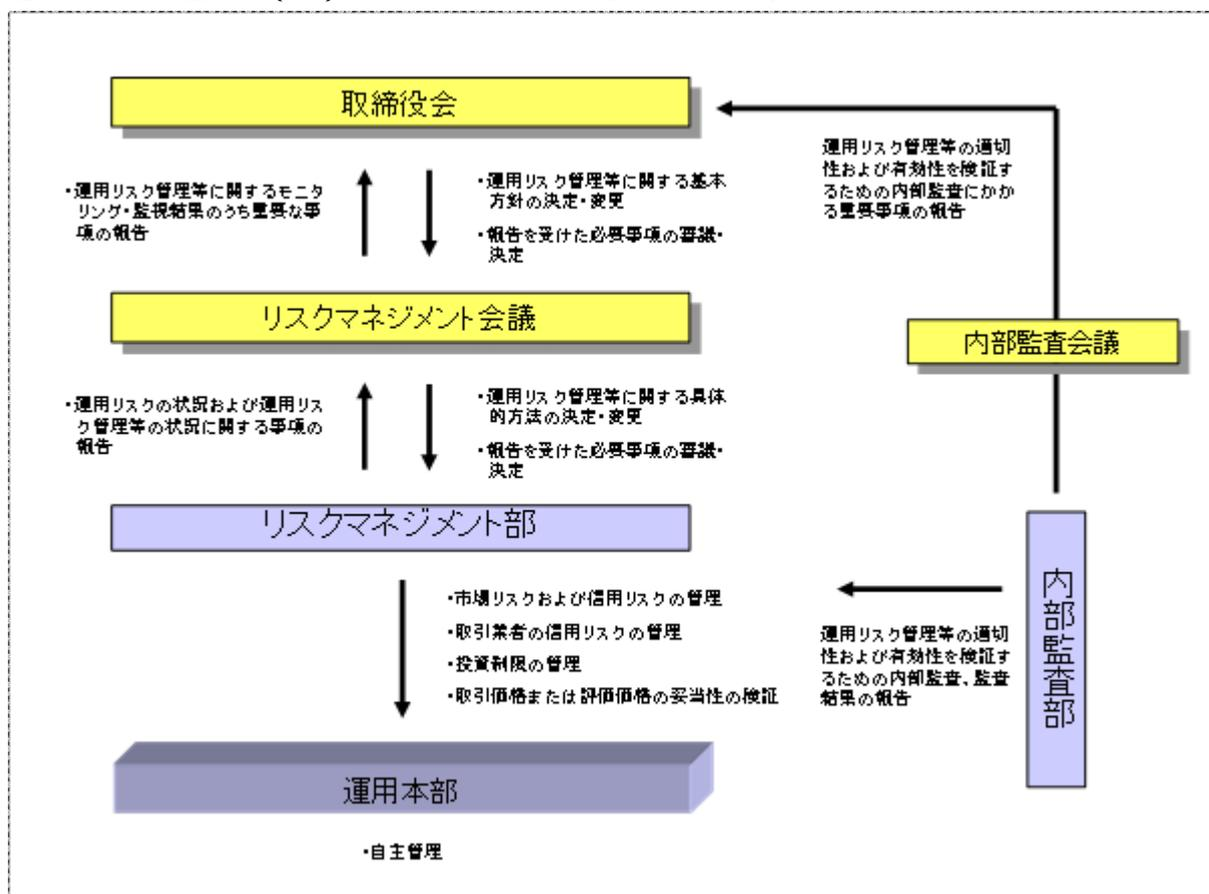 取締役会
・運用リスク管理等に関するモニタ
リング・監視結果のうち重要な事
項の報告
・運用リスク管理等に関する基本
方針の決定・変更
・報告を受けた必要事項の審議・
決定
運用リスク管理等の適切
性および有効性を検証す
るための内部監査にかか
る重要事項の報告
リスクマネジメント会議
内部監査会議
・運用リスクの状況および運用リス
ク管理等の状況に関する事項の
報告
・運用リスク管理等に関する具体
的方法の決定・変更
・報告を受けた必要事項の審議・
決定
リスクマネジメント部
・市場リスクおよび信用リスクの管理
・取引業者の信用リスクの管理
・投資制限の管理
・取引価格または評価価格の妥当性の検証
運用リスク管理等の適切
性および有効性を検証す
るための内部監査、監査
結果の報告
内部監査部
運用本部
・自主管理